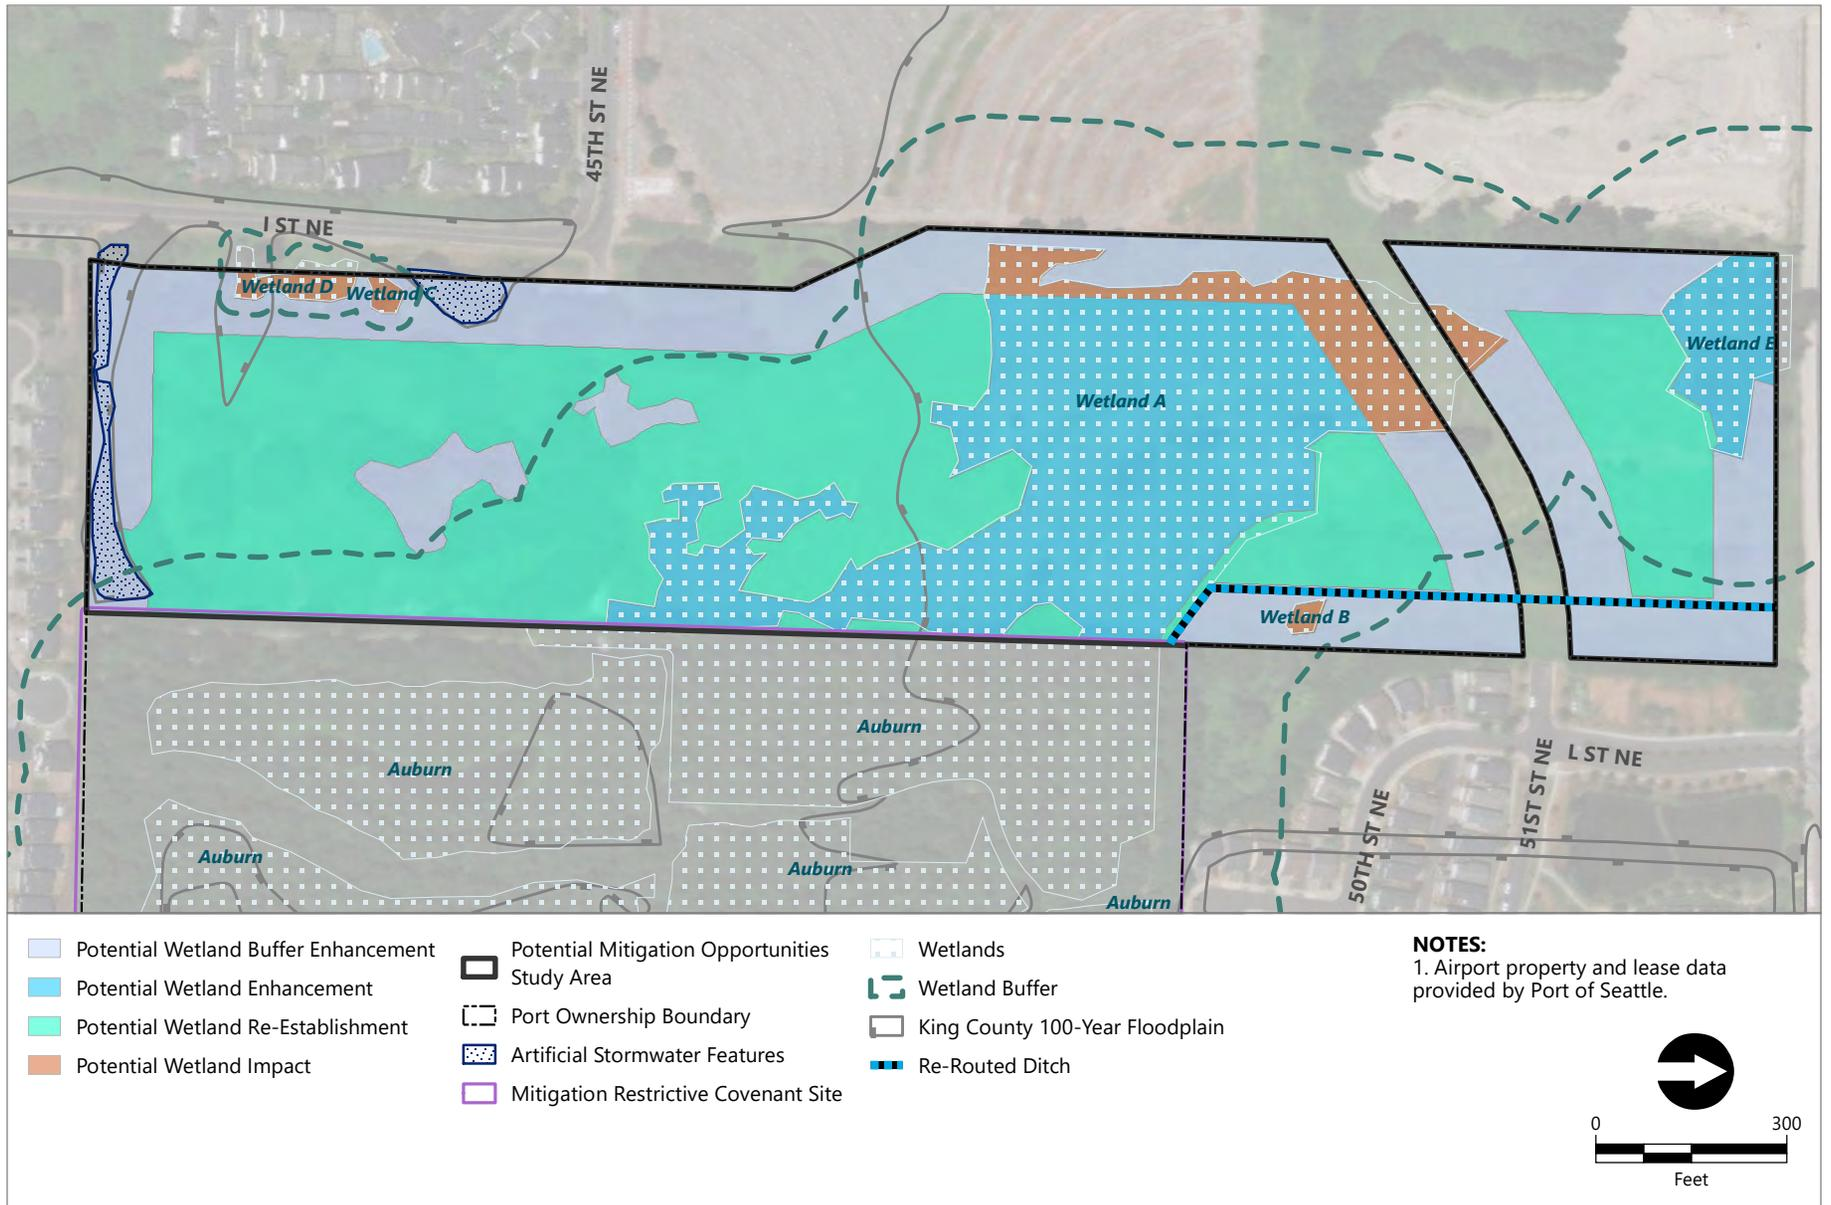 45TH ST NE
I ST NE
Wetland D
Wetland C
Wetland E
Wetland A
Wetland B
Auburn
Auburn
Auburn
Auburn
Auburn
L ST NE
51ST ST NE
50TH ST NE
Potential Wetland Buffer Enhancement
Potential Wetland Enhancement
Potential Wetland Re-Establishment
Potential Wetland Impact
Potential Mitigation Opportunities
Study Area
Port Ownership Boundary
Artificial Stormwater Features
Mitigation Restrictive Covenant Site
Wetlands
Wetland Buffer
King County 100-Year Floodplain
Re-Routed Ditch
NOTES:
1. Airport property and lease data
provided by Port of Seattle.
0 300
Feet